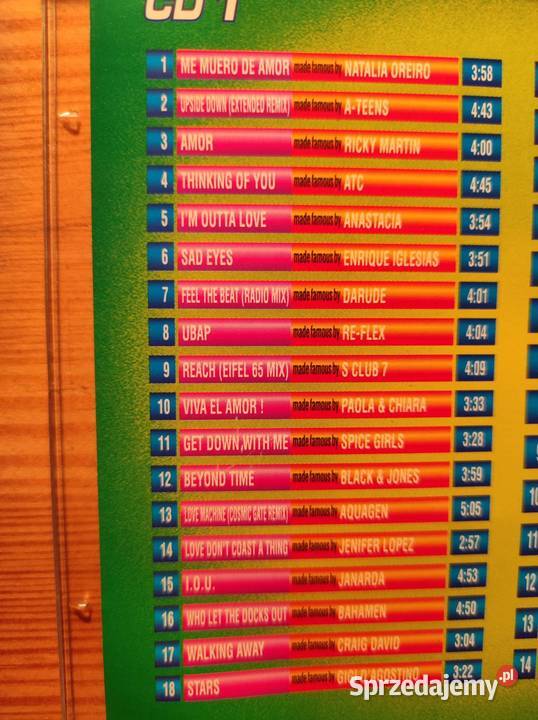 CD 1
1 ME MUERO DE AMOR made famous by NATALIA OREIRO 3:58
2 UPSIDE DOWN (EXTENDED REMIX) made famous by A-TEENS 4:43
3 AMOR made famous by RICKY MARTIN 4:00
4 THINKING OF YOU made famous by ATC 4:45
5 I'M OUTTA LOVE made famous by ANASTACIA 3:54
6 SAD EYES made famous by ENRIQUE IGLESIAS 3:51
7 FEEL THE BEAT (RADIO MIX) made famous by DARUDE 4:01
8 UBAP made famous by RE-FLEX 4:04
9 REACH (EIFEL 65 MIX) made famous by S CLUB 7 4:09
10 VIVA EL AMOR ! made famous by PAOLA & CHIARA 3:33
11 GET DOWN,WITH ME made famous by SPICE GIRLS 3:28
12 BEYOND TIME made famous by BLACK & JONES 3:59
13 LOVE MACHINE (COSMIC GATE REMIX) made famous by AQUAGEN 5:05
14 LOVE DON'T COAST A THING made famous by JENIFER LOPEZ 2:57
15 I.O.U. made famous by JANARDA 4:53
16 WHO LET THE DOCKS OUT made famous by BAHAMEN 4:50
17 WALKING AWAY made famous by CRAIG DAVID 3:04
18 STARS made famous by GIGI D'AGOSTINO 3:22
10
11
12
13
14
Sprzedajemy.pl